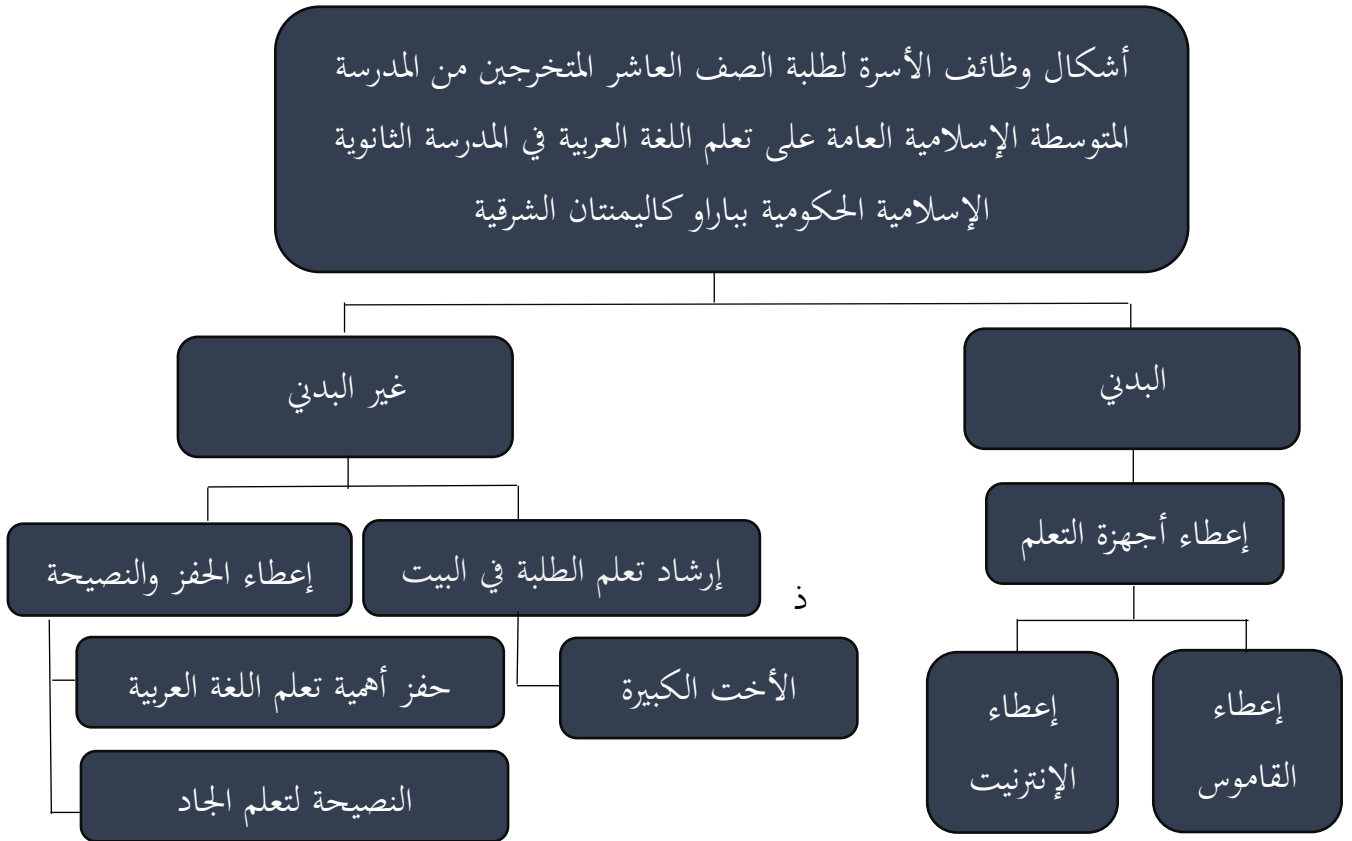 أشكال وظائف الأسرة لطلبة الصف العاشر المتخرجين من المدرسة
المتوسطة الإسلامية العامة على تعلم اللغة العربية في المدرسة الثانوية
الإسلامية الحكومية بباراو كاليمنتان الشرقية
البدني
غير البدني
إعطاء أجهزة التعلم
إرشاد تعلم الطلبة في البيت
إعطاء الحفز والنصيحة
ذ
إعطاء
القاموس
إعطاء
الإنترنيت
الأخت الكبيرة
حفز أهمية تعلم اللغة العربية
النصيحة لتعلم الجاد